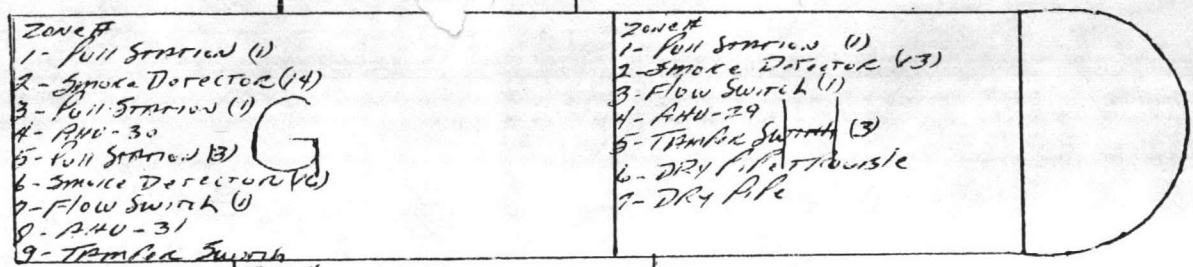 Zone #
1- Pull Station (1)
2- Smoke Detector (14)
3- Pull Station (1)
4- AHU-30
5- Pull Station (3)
6- Smoke Detector
7- Flow Switch (1)
8- AHU-31
9- Tamper Switch
G
Zone #
1- Pull Station (1)
2- Smoke Detector (13)
3- Flow Switch (1)
4- AHU-29
5- Tamper Switch (3)
6- DRY Pipe Trouble
7- DRY Pipe
H